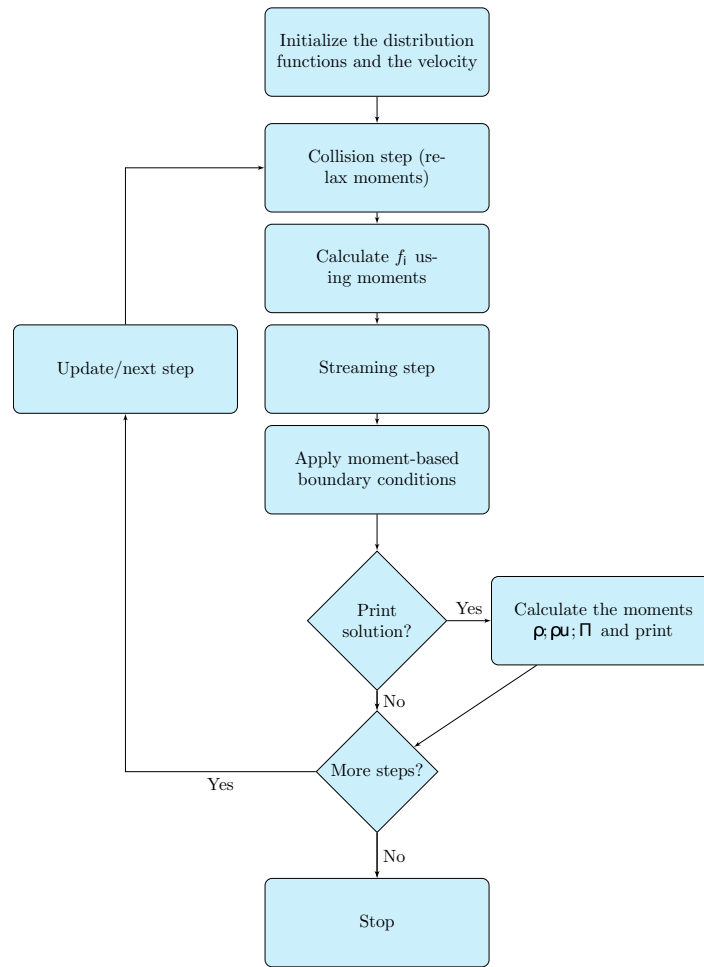 Initialize the distribution
functions and the velocity
Collision step (re-
lax moments)
Calculate fᵢ us-
ing moments
Update/next step
Streaming step
Apply moment-based
boundary conditions
Print
solution?
Yes
Calculate the moments
ρ; ρu; Π and print
No
More steps?
Yes
No
Stop